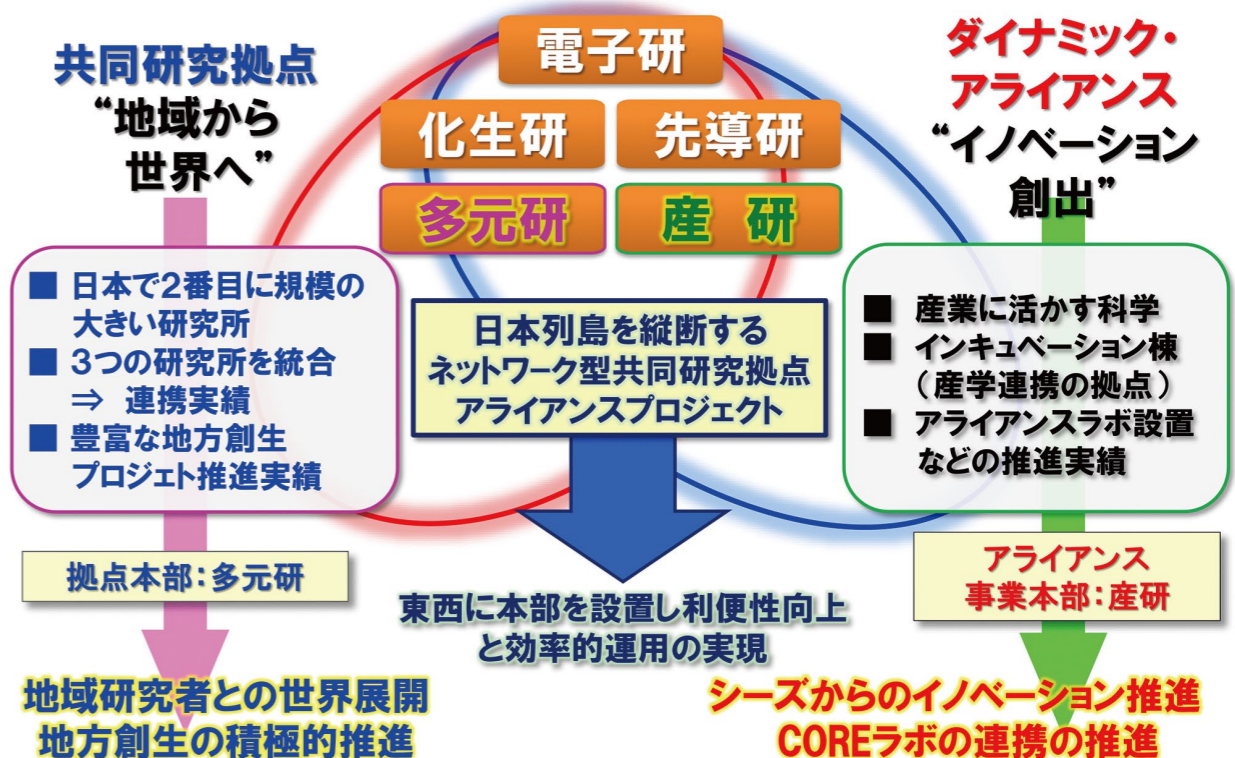 共同研究拠点
“地域から
世界へ”
■ 日本で2番目に規模の
大きい研究所
■ 3つの研究所を統合
⇒ 連携実績
■ 豊富な地方創生
プロジェト推進実績
拠点本部：多元研
地域研究者との世界展開
地方創生の積極的推進
電子研
化生研
先導研
多元研
産 研
日本列島を縦断する
ネットワーク型共同研究拠点
アライアンスプロジェクト
東西に本部を設置し利便性向上
と効率的運用の実現
ダイナミック・
アライアンス
“イノベーション
創出”
■ 産業に活かす科学
■ インキュベーション棟
（産学連携の拠点）
■ アライアンスラボ設置
などの推進実績
アライアンス
事業本部：産研
シーズからのイノベーション推進
COREラボの連携の推進